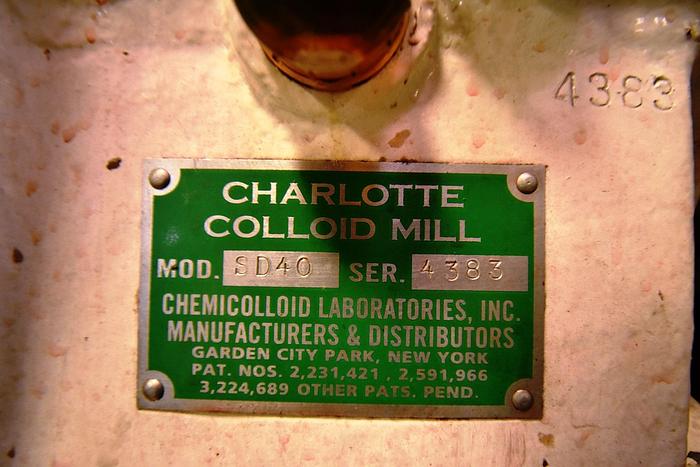 4383
CHARLOTTE
COLLOID MILL
MOD. SD40 SER. 4383
CHEMICOLLOID LABORATORIES, INC.
MANUFACTURERS & DISTRIBUTORS
GARDEN CITY PARK, NEW YORK
PAT. NOS. 2,231,421 , 2,591,966
3,224,689 OTHER PATS. PEND.